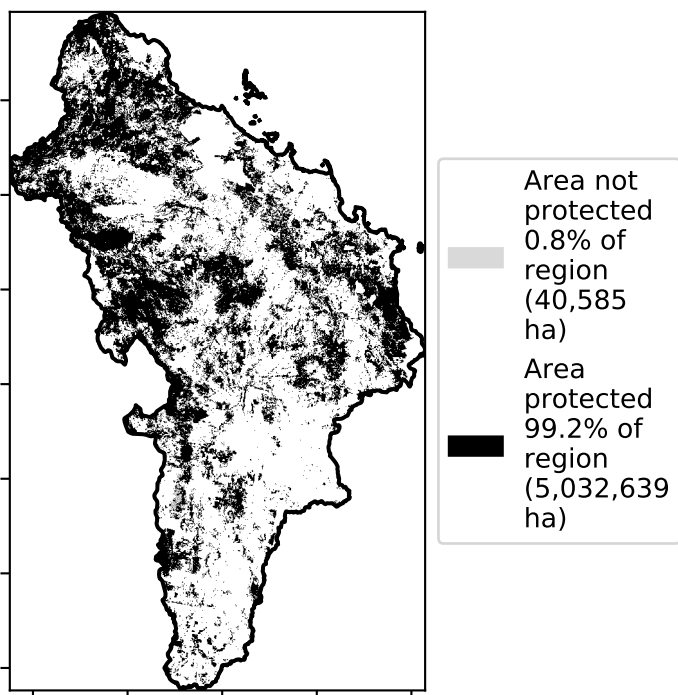 Area not
protected
0.8% of
region
(40,585
ha)
Area
protected
99.2% of
region
(5,032,639
ha)